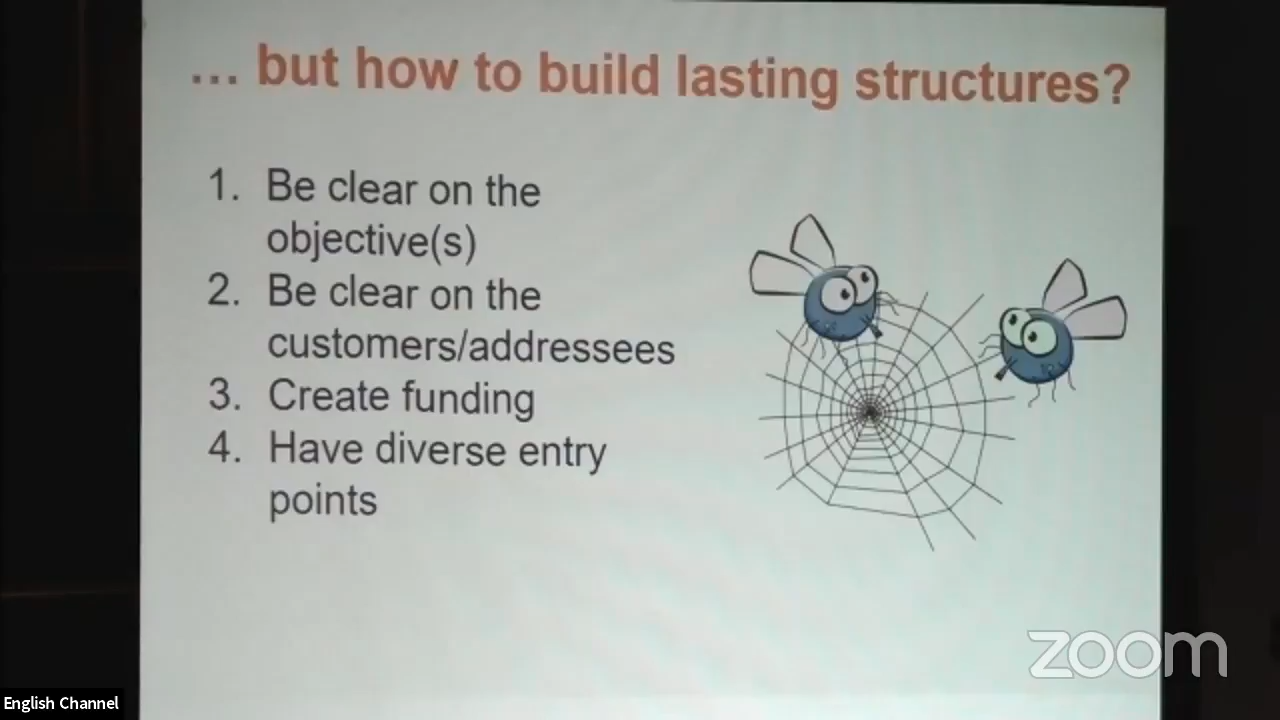 ... but how to build lasting structures?
1. Be clear on the
objective(s)
2. Be clear on the
customers/addressees
3. Create funding
4. Have diverse entry
points
zoom
English Channel